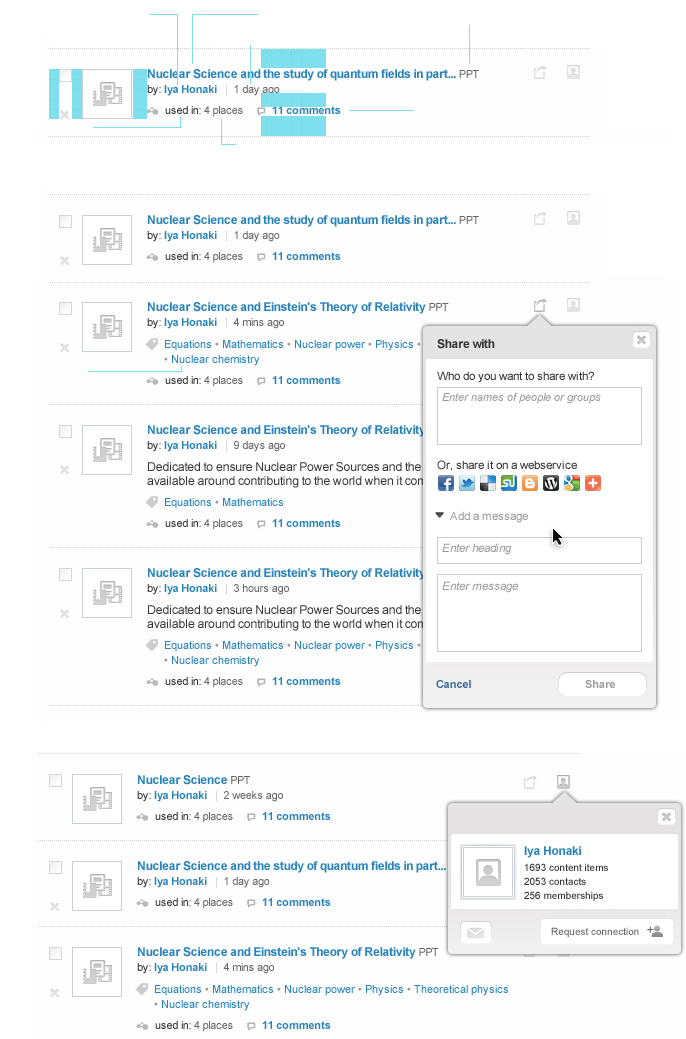 Nuclear Science and the study of quantum fields in part... PPT
by: Iya Honaki | 1 day ago
used in: 4 places 11 comments
Nuclear Science and the study of quantum fields in part... PPT
by: Iya Honaki | 1 day ago
used in: 4 places 11 comments
Nuclear Science and Einstein's Theory of Relativity PPT
by: Iya Honaki | 4 mins ago
Equations • Mathematics • Nuclear power • Physics •
• Nuclear chemistry
used in: 4 places 11 comments
Nuclear Science and Einstein's Theory of Relativity
by: Iya Honaki | 9 days ago
Dedicated to ensure Nuclear Power Sources and the
available around contributing to the world when it com
Equations • Mathematics
used in: 4 places 11 comments
Nuclear Science and Einstein's Theory of Relativity
by: Iya Honaki | 3 hours ago
Dedicated to ensure Nuclear Power Sources and the
available around contributing to the world when it com
Equations • Mathematics • Nuclear power • Physics •
• Nuclear chemistry
used in: 4 places 11 comments
Share with
Who do you want to share with?
Enter names of people or groups
Or, share it on a webservice
Add a message
Enter heading
Enter message
Cancel Share
Nuclear Science PPT
by: Iya Honaki | 2 weeks ago
used in: 4 places 11 comments
Nuclear Science and the study of quantum fields in part...
by: Iya Honaki | 1 day ago
used in: 4 places 11 comments
Nuclear Science and Einstein's Theory of Relativity PPT
by: Iya Honaki | 4 mins ago
Equations • Mathematics • Nuclear power • Physics • Theoretical physics
• Nuclear chemistry
used in: 4 places 11 comments
Iya Honaki
1693 content items
2053 contacts
256 memberships
Request connection